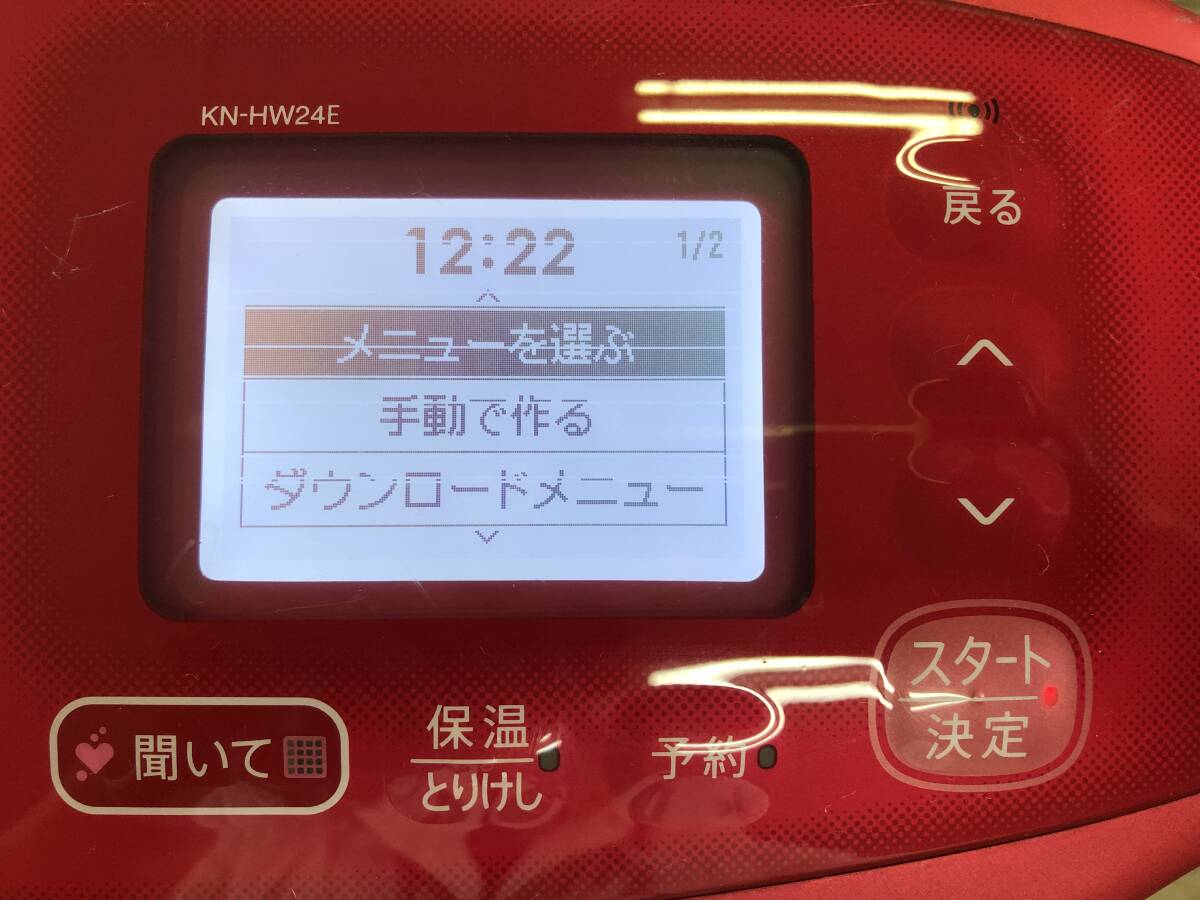 KN-HW24E
12:22 1/2
メニューを選ぶ
手動で作る
ダウンロードメニュー
戻る
スタート
決定
聞いて
保温
とりけし
予約